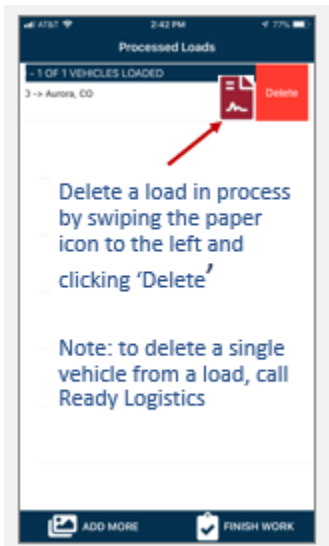 AT&T 2:42 PM 77%
Processed Loads
- 1 OF 1 VEHICLES LOADED
-> Aurora, CO
Delete
Delete a load in process
by swiping the paper
icon to the left and
clicking ‘Delete’
Note: to delete a single
vehicle from a load, call
Ready Logistics
ADD MORE FINISH WORK